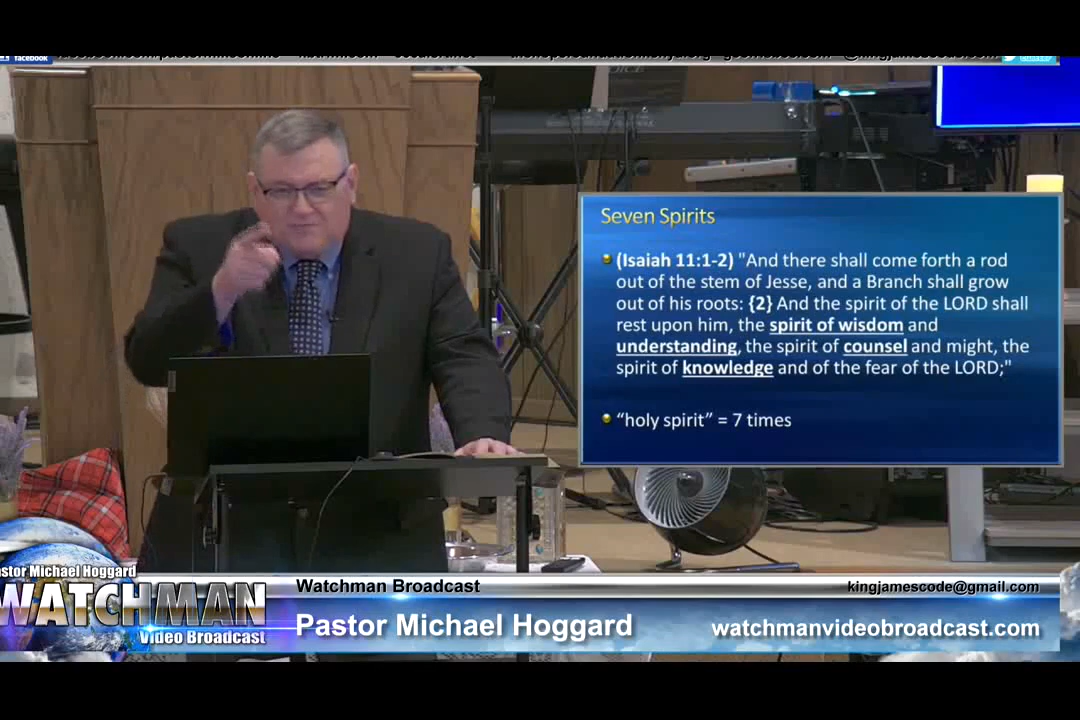 facebook
Seven Spirits
(Isaiah 11:1-2) "And there shall come forth a rod
out of the stem of Jesse, and a Branch shall grow
out of his roots: {2} And the spirit of the LORD shall
rest upon him, the spirit of wisdom and
understanding, the spirit of counsel and might, the
spirit of knowledge and of the fear of the LORD;"
"holy spirit" = 7 times
Pastor Michael Hoggard
WATCHMAN
Video Broadcast
Watchman Broadcast
kingjamescode@gmail.com
Pastor Michael Hoggard
watchmanvideobroadcast.com